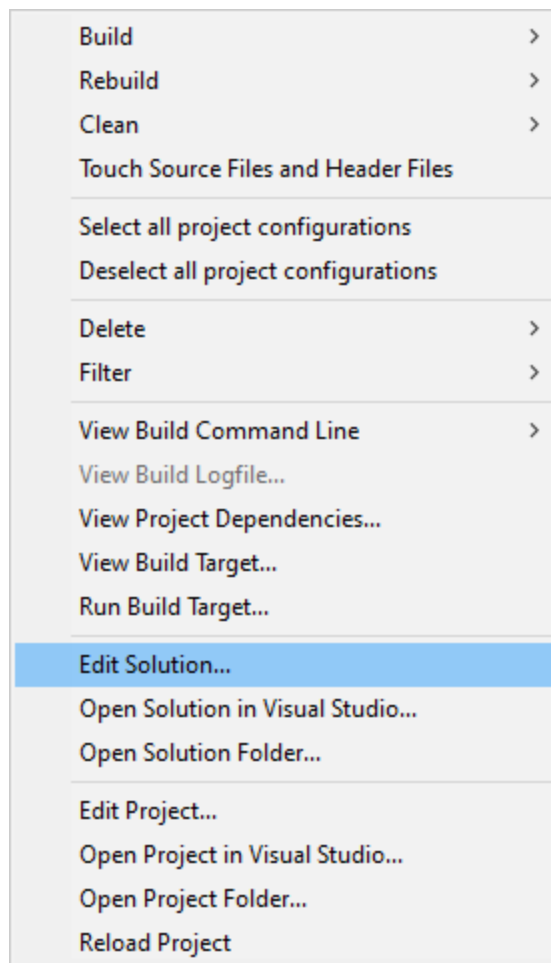 Build
Rebuild
Clean
Touch Source Files and Header Files
Select all project configurations
Deselect all project configurations
Delete
Filter
View Build Command Line
View Build Logfile...
View Project Dependencies...
View Build Target...
Run Build Target...
Edit Solution...
Open Solution in Visual Studio...
Open Solution Folder...
Edit Project...
Open Project in Visual Studio...
Open Project Folder...
Reload Project